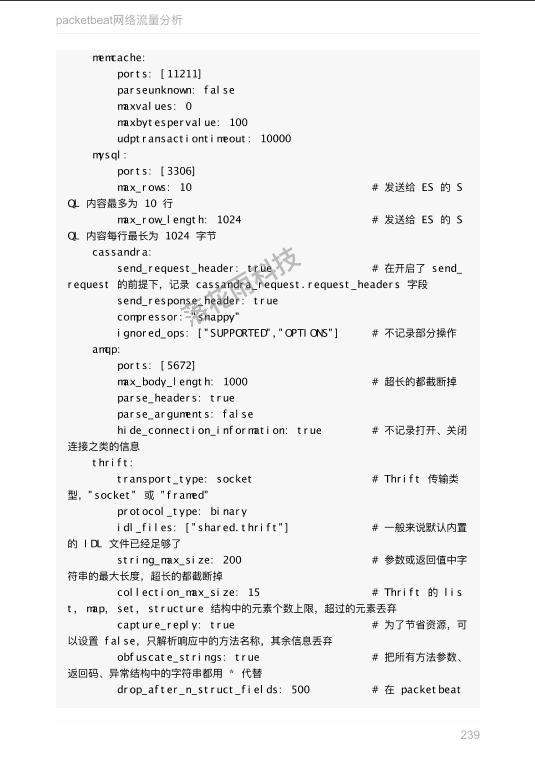 packetbeat网络流量分析
memcache:
ports: [11211]
parseunknown: false
maxvalues: 0
maxbytespervalue: 100
udptransactiontimeout: 10000
mysql:
ports: [3306]
max_rows: 10 # 发送给 ES 的 S
QL 内容最多为 10 行
max_row_length: 1024 # 发送给 ES 的 S
QL 内容每行最长为 1024 字节
cassandra:
send_request_header: true # 在开启了 send_
request 的前提下，记录 cassandra_request.request_headers 字段
send_response_header: true
compressor: "snappy"
ignored_ops: ["SUPPORTED","OPTIONS"] # 不记录部分操作
amqp:
ports: [5672]
max_body_length: 1000 # 超长的都截断掉
parse_headers: true
parse_arguments: false
hide_connection_information: true # 不记录打开、关闭
连接之类的信息
thrift:
transport_type: socket # Thrift 传输类
型，"socket" 或 "framed"
protocol_type: binary
idl_files: ["shared.thrift"] # 一般来说默认内置
的 IDL 文件已经足够了
string_max_size: 200 # 参数或返回值中字
符串的最大长度，超长的都截断掉
collection_max_size: 15 # Thrift 的 lis
t, map, set, structure 结构中的元素个数上限，超过的元素丢弃
capture_reply: true # 为了节省资源，可
以设置 false，只解析响应中的方法名称，其余信息丢弃
obfuscate_strings: true # 把所有方法参数、
返回码、异常结构中的字符串都用 * 代替
drop_after_n_struct_fields: 500 # 在 packetbeat
落花雨科技
239